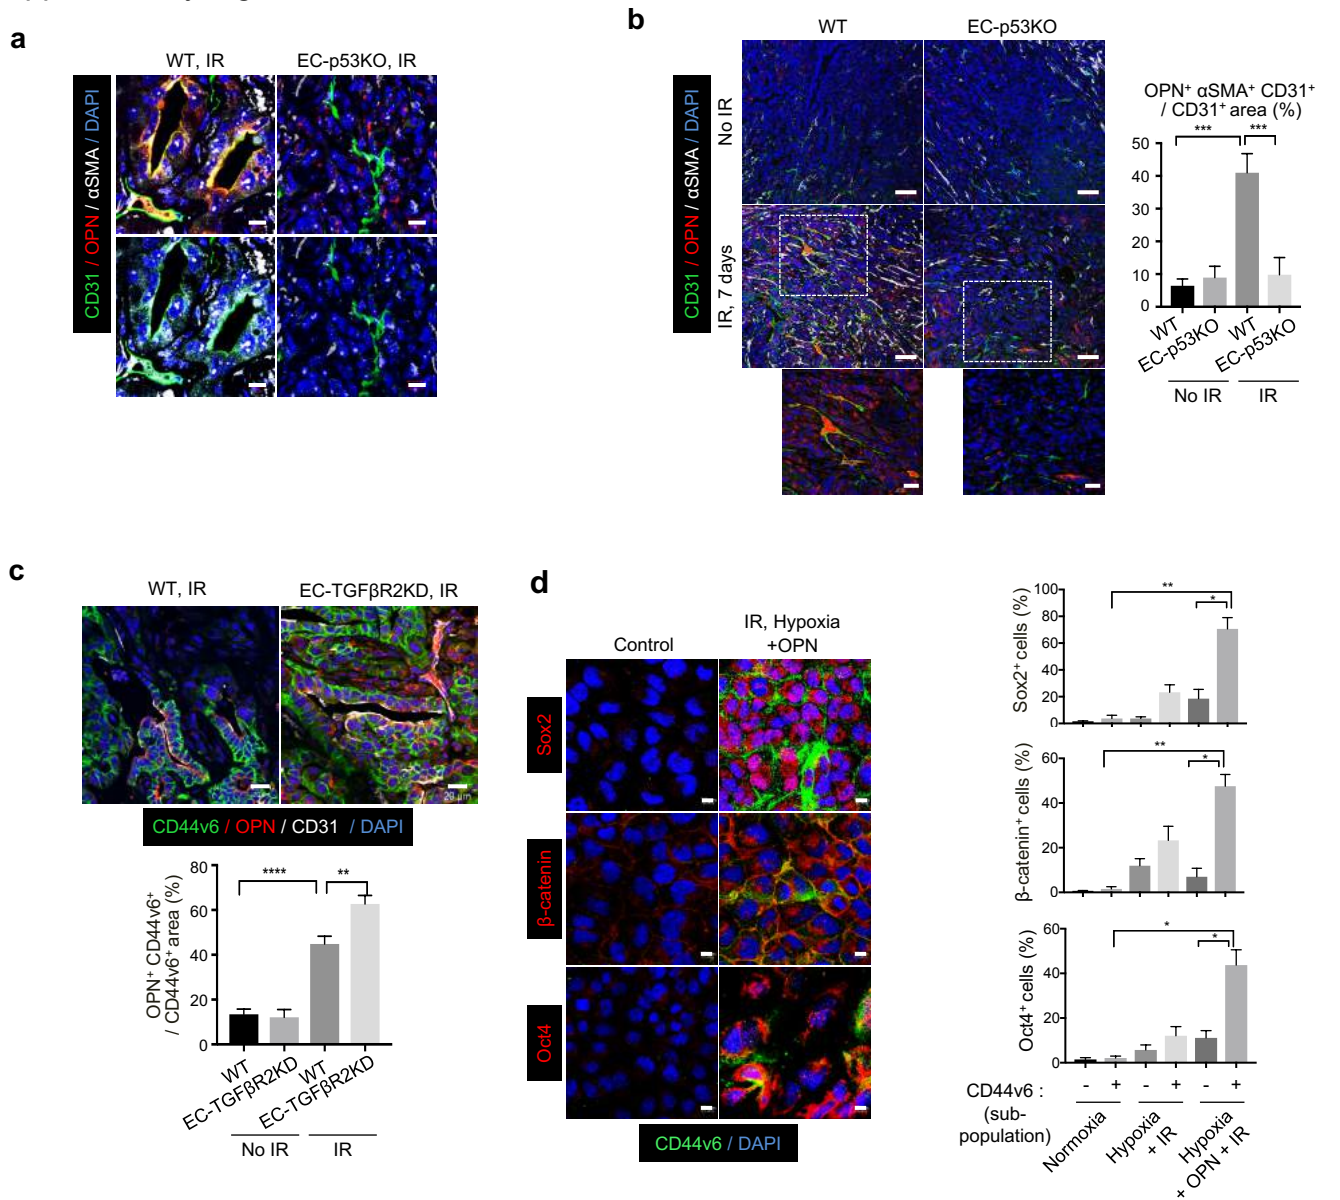 a
WT, IR
EC-p53KO, IR
CD31 / OPN / αSMA / DAPI
b
WT
EC-p53KO
CD31 / OPN / αSMA / DAPI
No IR
IR, 7 days
OPN⁺ αSMA⁺ CD31⁺
/ CD31⁺ area (%)
***
***
50
40
30
20
10
0
WT
EC-p53KO
WT
EC-p53KO
No IR
IR
c
WT, IR
EC-TGFβR2KD, IR
20 µm
CD44v6 / OPN / CD31 / DAPI
OPN⁺ CD44v6⁺
/ CD44v6⁺ area (%)
80
60
40
20
0
****
**
WT
EC-TGFβR2KD
WT
EC-TGFβR2KD
No IR
IR
d
Control
IR, Hypoxia
+OPN
Sox2
β-catenin
Oct4
CD44v6 / DAPI
Sox2⁺ cells (%)
100
80
60
40
20
0
**
*
β-catenin⁺ cells (%)
60
40
20
0
**
*
Oct4⁺ cells (%)
60
40
20
0
*
*
CD44v6 :
(sub-
population)
- + - + - +
Normoxia
Hypoxia
+ IR
Hypoxia
+ OPN + IR